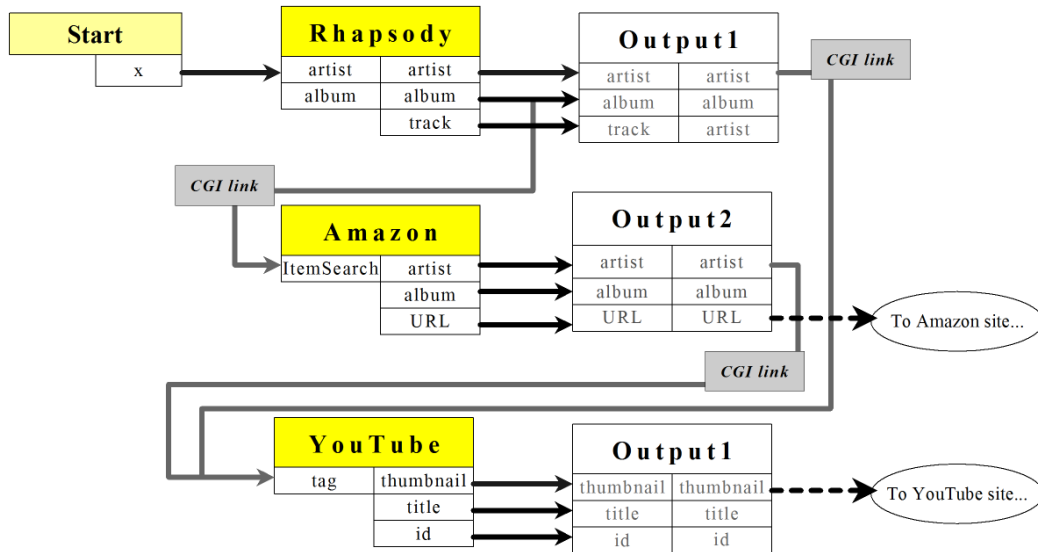 Start
x
Rhapsody
artist artist
album album
track
Output1
artist artist
album album
track artist
CGI link
CGI link
Amazon
ItemSearch artist
album
URL
Output2
artist artist
album album
URL URL
To Amazon site...
CGI link
YouTube
tag thumbnail
title
id
Output1
thumbnail thumbnail
title title
id id
To YouTube site...